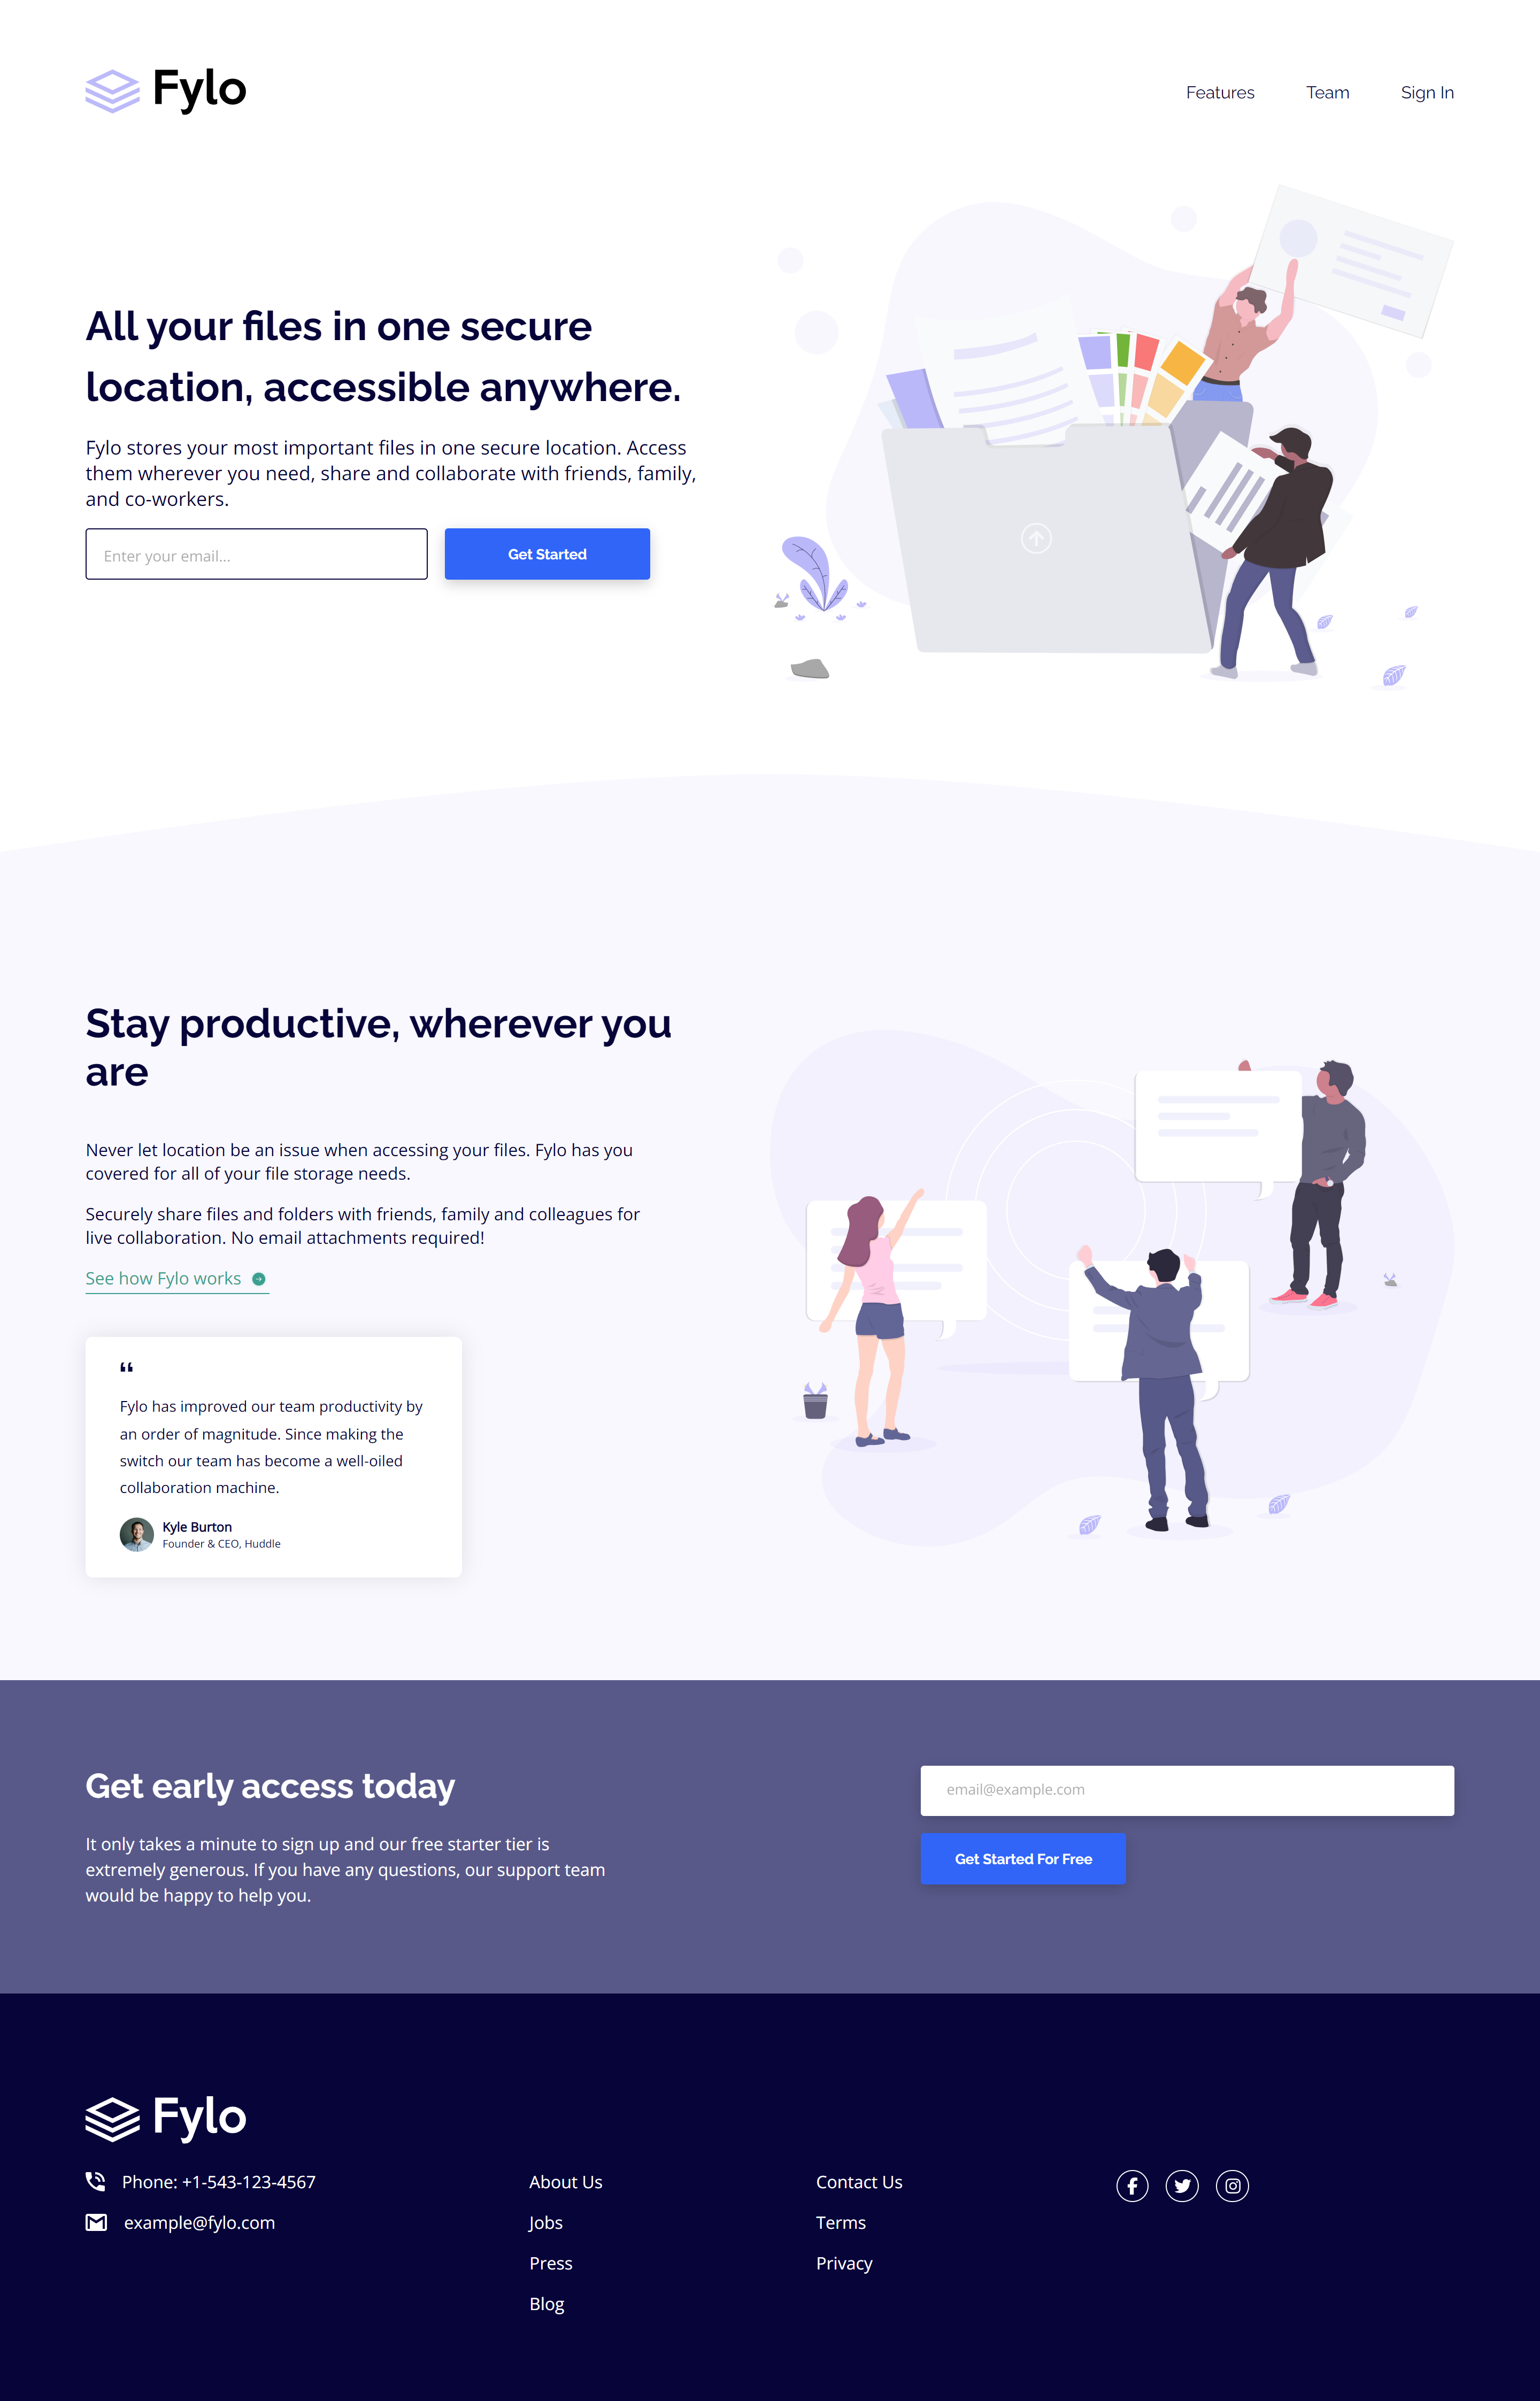 Fylo
Features
Team
Sign In
All your files in one secure
location, accessible anywhere.
Fylo stores your most important files in one secure location. Access
them wherever you need, share and collaborate with friends, family,
and co-workers.
Enter your email...
Get Started
Stay productive, wherever you
are
Never let location be an issue when accessing your files. Fylo has you
covered for all of your file storage needs.
Securely share files and folders with friends, family and colleagues for
live collaboration. No email attachments required!
See how Fylo works
“
Fylo has improved our team productivity by
an order of magnitude. Since making the
switch our team has become a well-oiled
collaboration machine.
Kyle Burton
Founder & CEO, Huddle
Get early access today
It only takes a minute to sign up and our free starter tier is
extremely generous. If you have any questions, our support team
would be happy to help you.
email@example.com
Get Started For Free
Fylo
Phone: +1-543-123-4567
example@fylo.com
About Us
Jobs
Press
Blog
Contact Us
Terms
Privacy